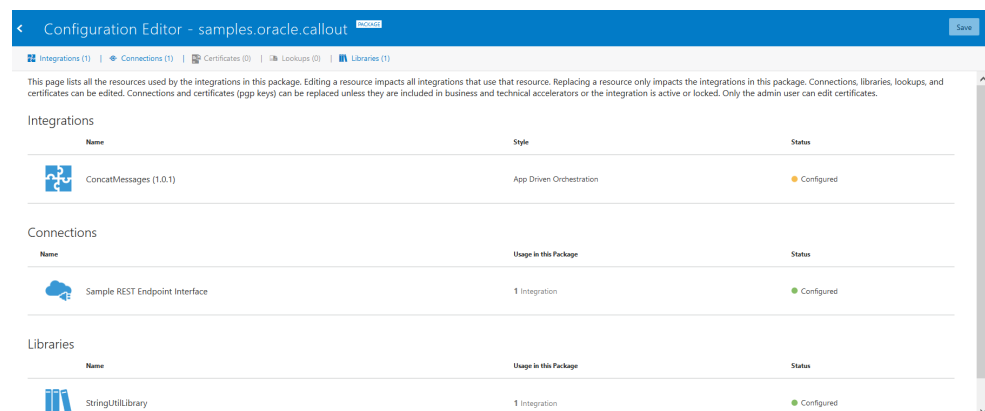 Configuration Editor - samples.oracle.callout PACKAGE
Save
Integrations (1) | Connections (1) | Certificates (0) | Lookups (0) | Libraries (1)
This page lists all the resources used by the integrations in this package. Editing a resource impacts all integrations that use that resource. Replacing a resource only impacts the integrations in this package. Connections, libraries, lookups, and
certificates can be edited. Connections and certificates (pgp keys) can be replaced unless they are included in business and technical accelerators or the integration is active or locked. Only the admin user can edit certificates.
Integrations
Name Style Status
ConcatMessages (1.0.1) App Driven Orchestration Configured
Connections
Name Usage in this Package Status
Sample REST Endpoint Interface 1 Integration Configured
Libraries
Name Usage in this Package Status
StringUtilLibrary 1 Integration Configured